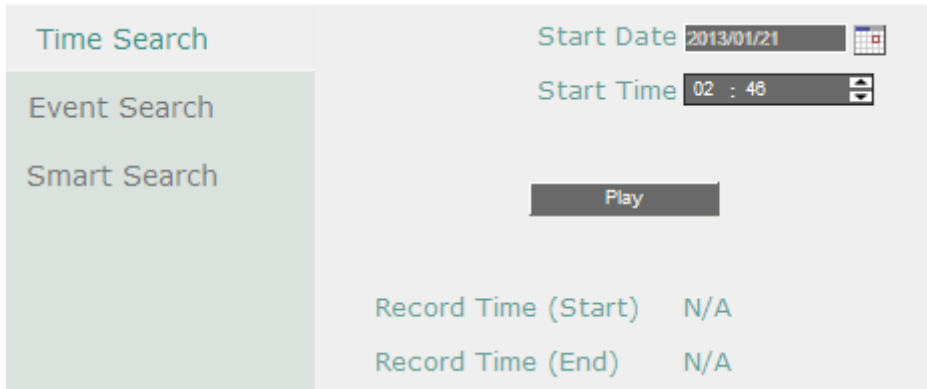 Time Search
Event Search
Smart Search
Start Date 2013/01/21
Start Time 02 : 46
Play
Record Time (Start) N/A
Record Time (End) N/A